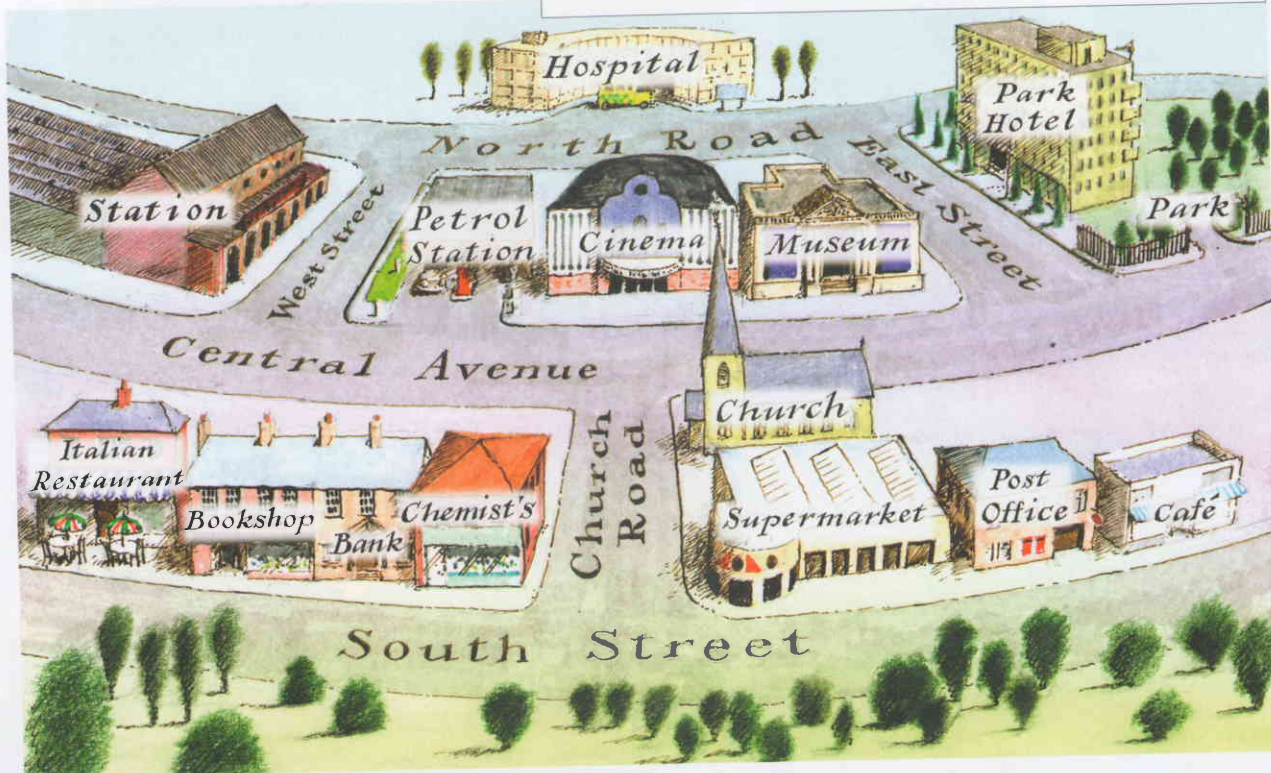 Hospital
Park
Hotel
North Road
East Street
Station
West Street
Petrol
Station
Cinema
Museum
Park
Central Avenue
Church
Church
Road
Italian
Restaurant
Bookshop
Bank
Chemist's
Supermarket
Post
Office
Café
South Street